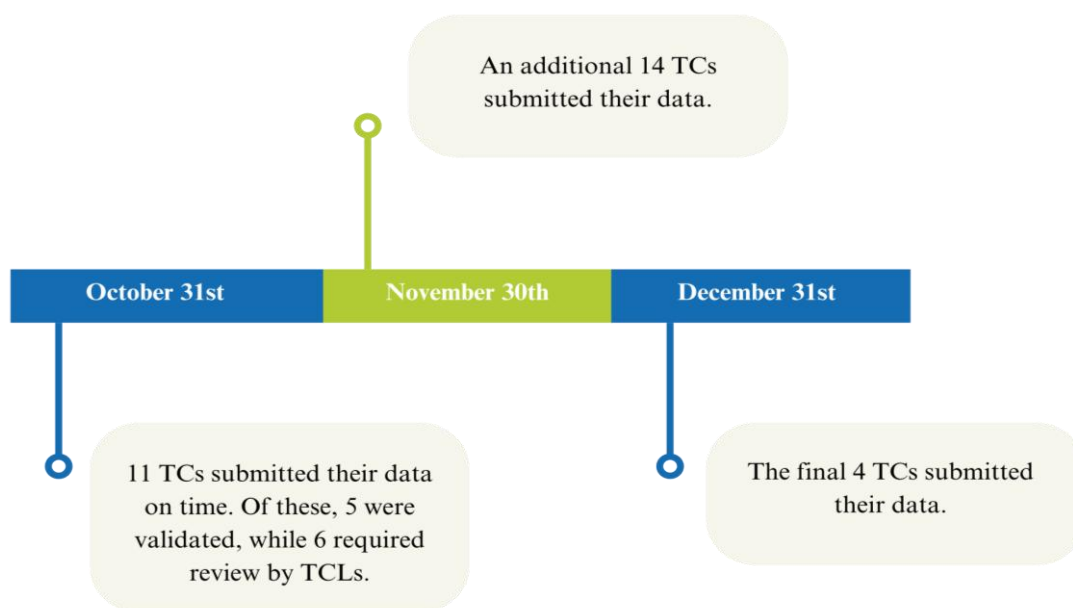 An additional 14 TCs
submitted their data.
October 31st
November 30th
December 31st
11 TCs submitted their data
on time. Of these, 5 were
validated, while 6 required
review by TCLs.
The final 4 TCs submitted
their data.